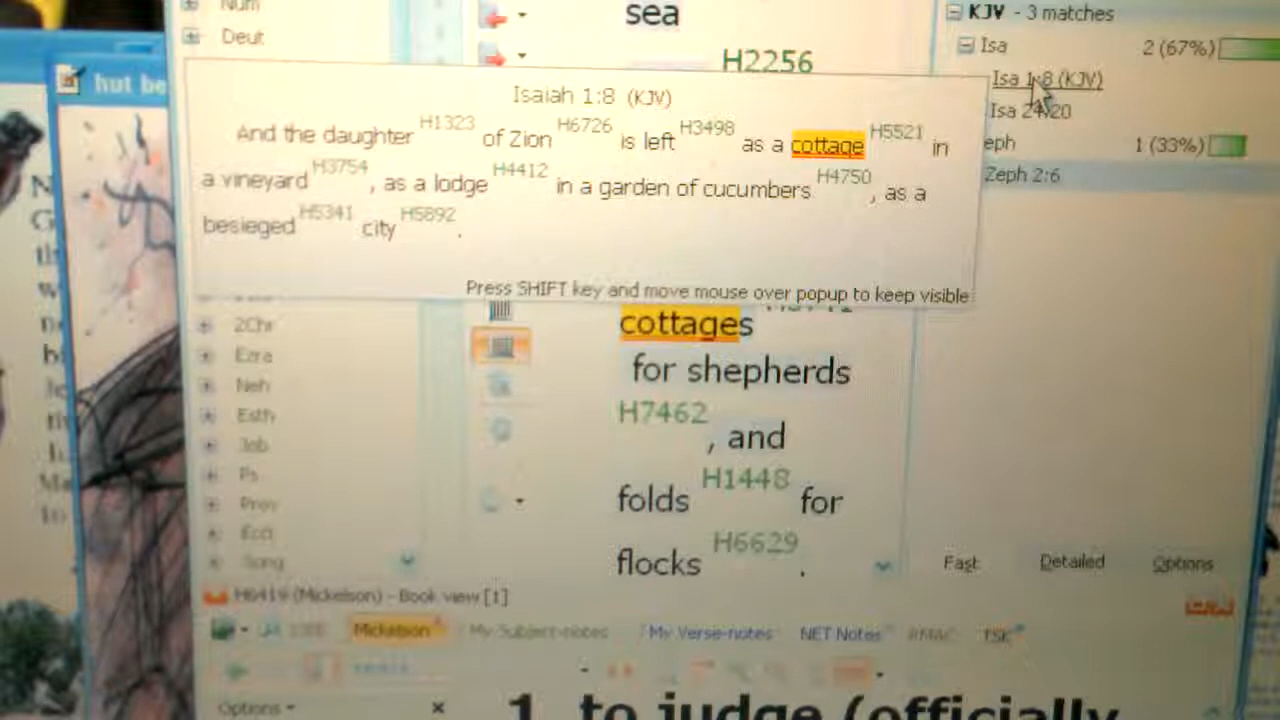 Num
Deut
sea
H2256
KJV - 3 matches
Isa 2 (67%)
Isa 1:8 (KJV)
Isa 24:20
eph 1 (33%)
Zeph 2:6
hut be
Isaiah 1:8 (KJV)
And the daughter H1323 of Zion H6726 is left H3498 as a cottage H5521 in
a vineyard H3754 , as a lodge H4412 in a garden of cucumbers H4750 , as a
besieged H5341 city H5892 .
Press SHIFT key and move mouse over popup to keep visible
2Chr
Ezra
Neh
Esth
Job
Ps
Prov
Eccl
Song
cottages
for shepherds
H7462
, and
folds H1448 for
flocks H6629 .
Fast Detailed Options
H6419 (Mickelson) - Book view [1]
Mickelson My Subject-notes My Verse-notes NET Notes RMAC TSK
Options x
1 to judge (officially